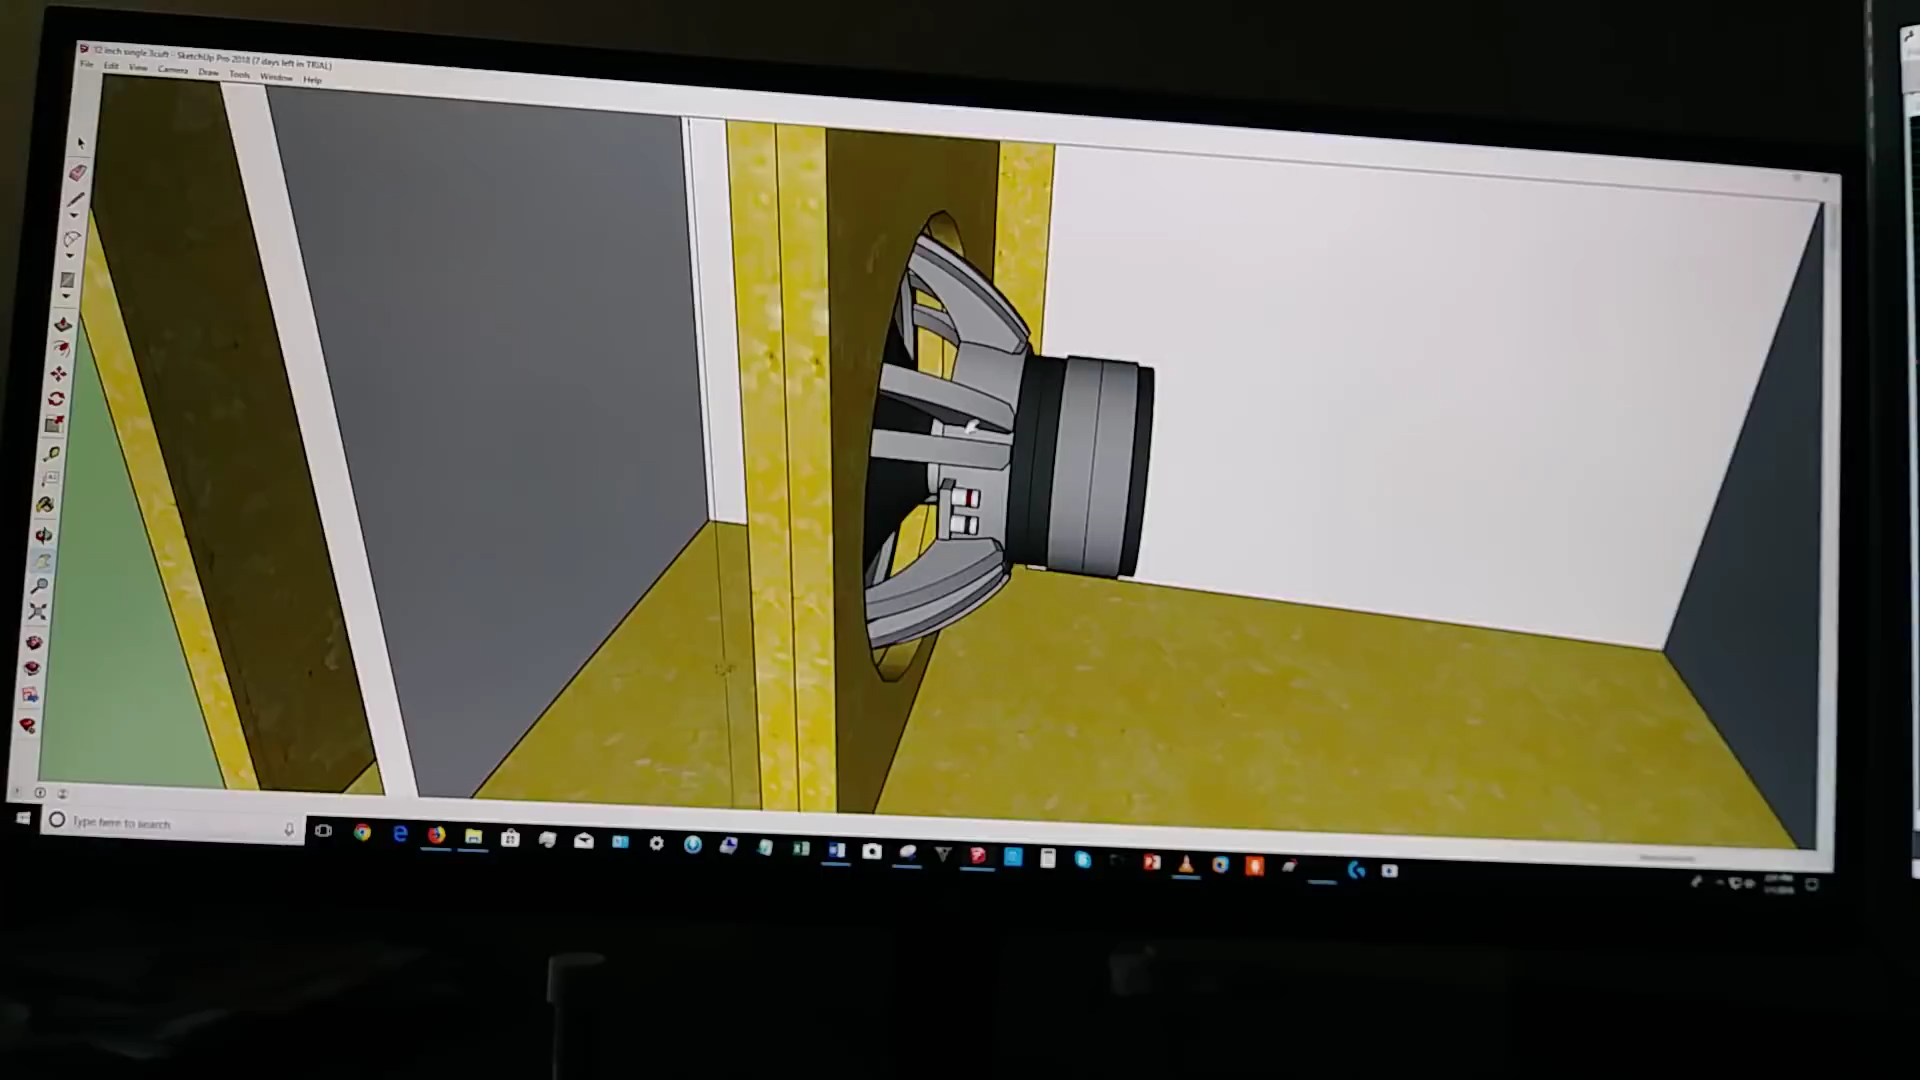 12 inch single 3cuft - SketchUp Pro 2018 (7 days left in TRIAL)
File Edit View Camera Draw Tools Window Help
Type here to search